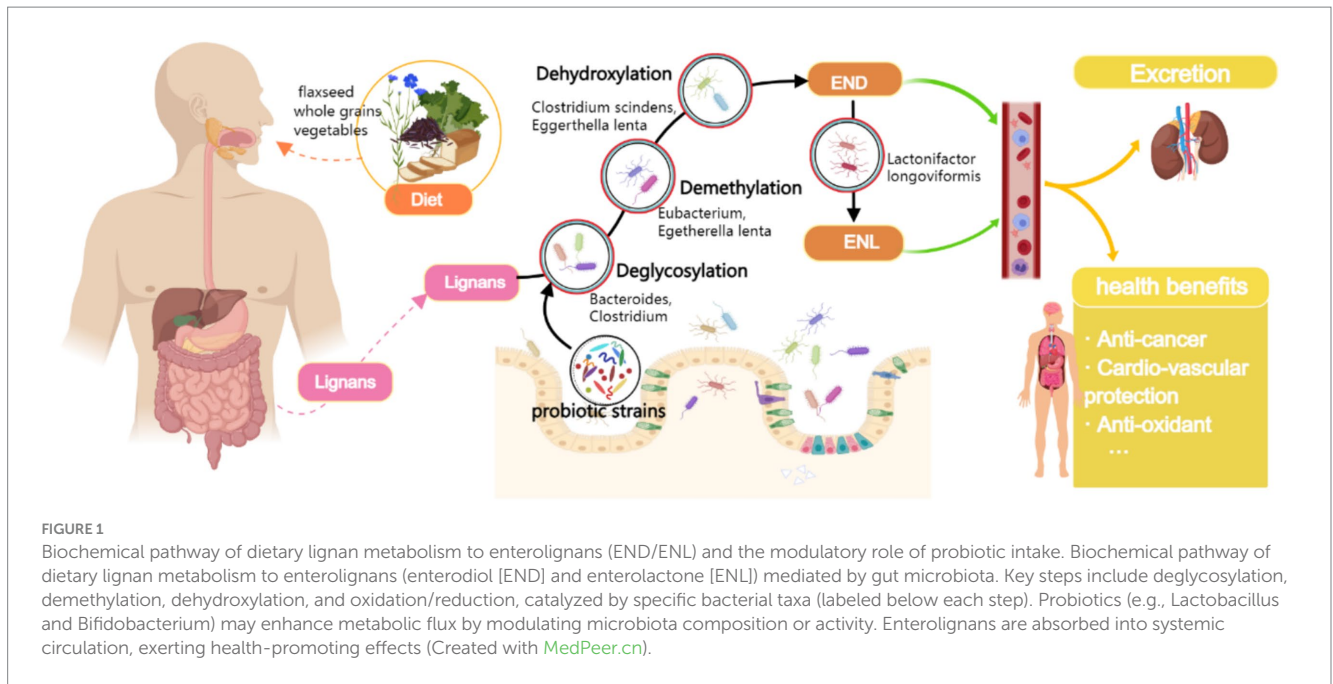 flaxseed
whole grains
vegetables
Diet
Lignans
Lignans
Dehydroxylation
Clostridium scindens,
Eggerthella lenta
Demethylation
Eubacterium,
Egetherella lenta
Deglycosylation
Bacteroides,
Clostridium
probiotic strains
END
Lactonifactor
longoviformis
ENL
Excretion
health benefits
· Anti-cancer
· Cardio-vascular
protection
· Anti-oxidant
...
FIGURE 1
Biochemical pathway of dietary lignan metabolism to enterolignans (END/ENL) and the modulatory role of probiotic intake. Biochemical pathway of
dietary lignan metabolism to enterolignans (enterodiol [END] and enterolactone [ENL]) mediated by gut microbiota. Key steps include deglycosylation,
demethylation, dehydroxylation, and oxidation/reduction, catalyzed by specific bacterial taxa (labeled below each step). Probiotics (e.g., Lactobacillus
and Bifidobacterium) may enhance metabolic flux by modulating microbiota composition or activity. Enterolignans are absorbed into systemic
circulation, exerting health-promoting effects (Created with MedPeer.cn).